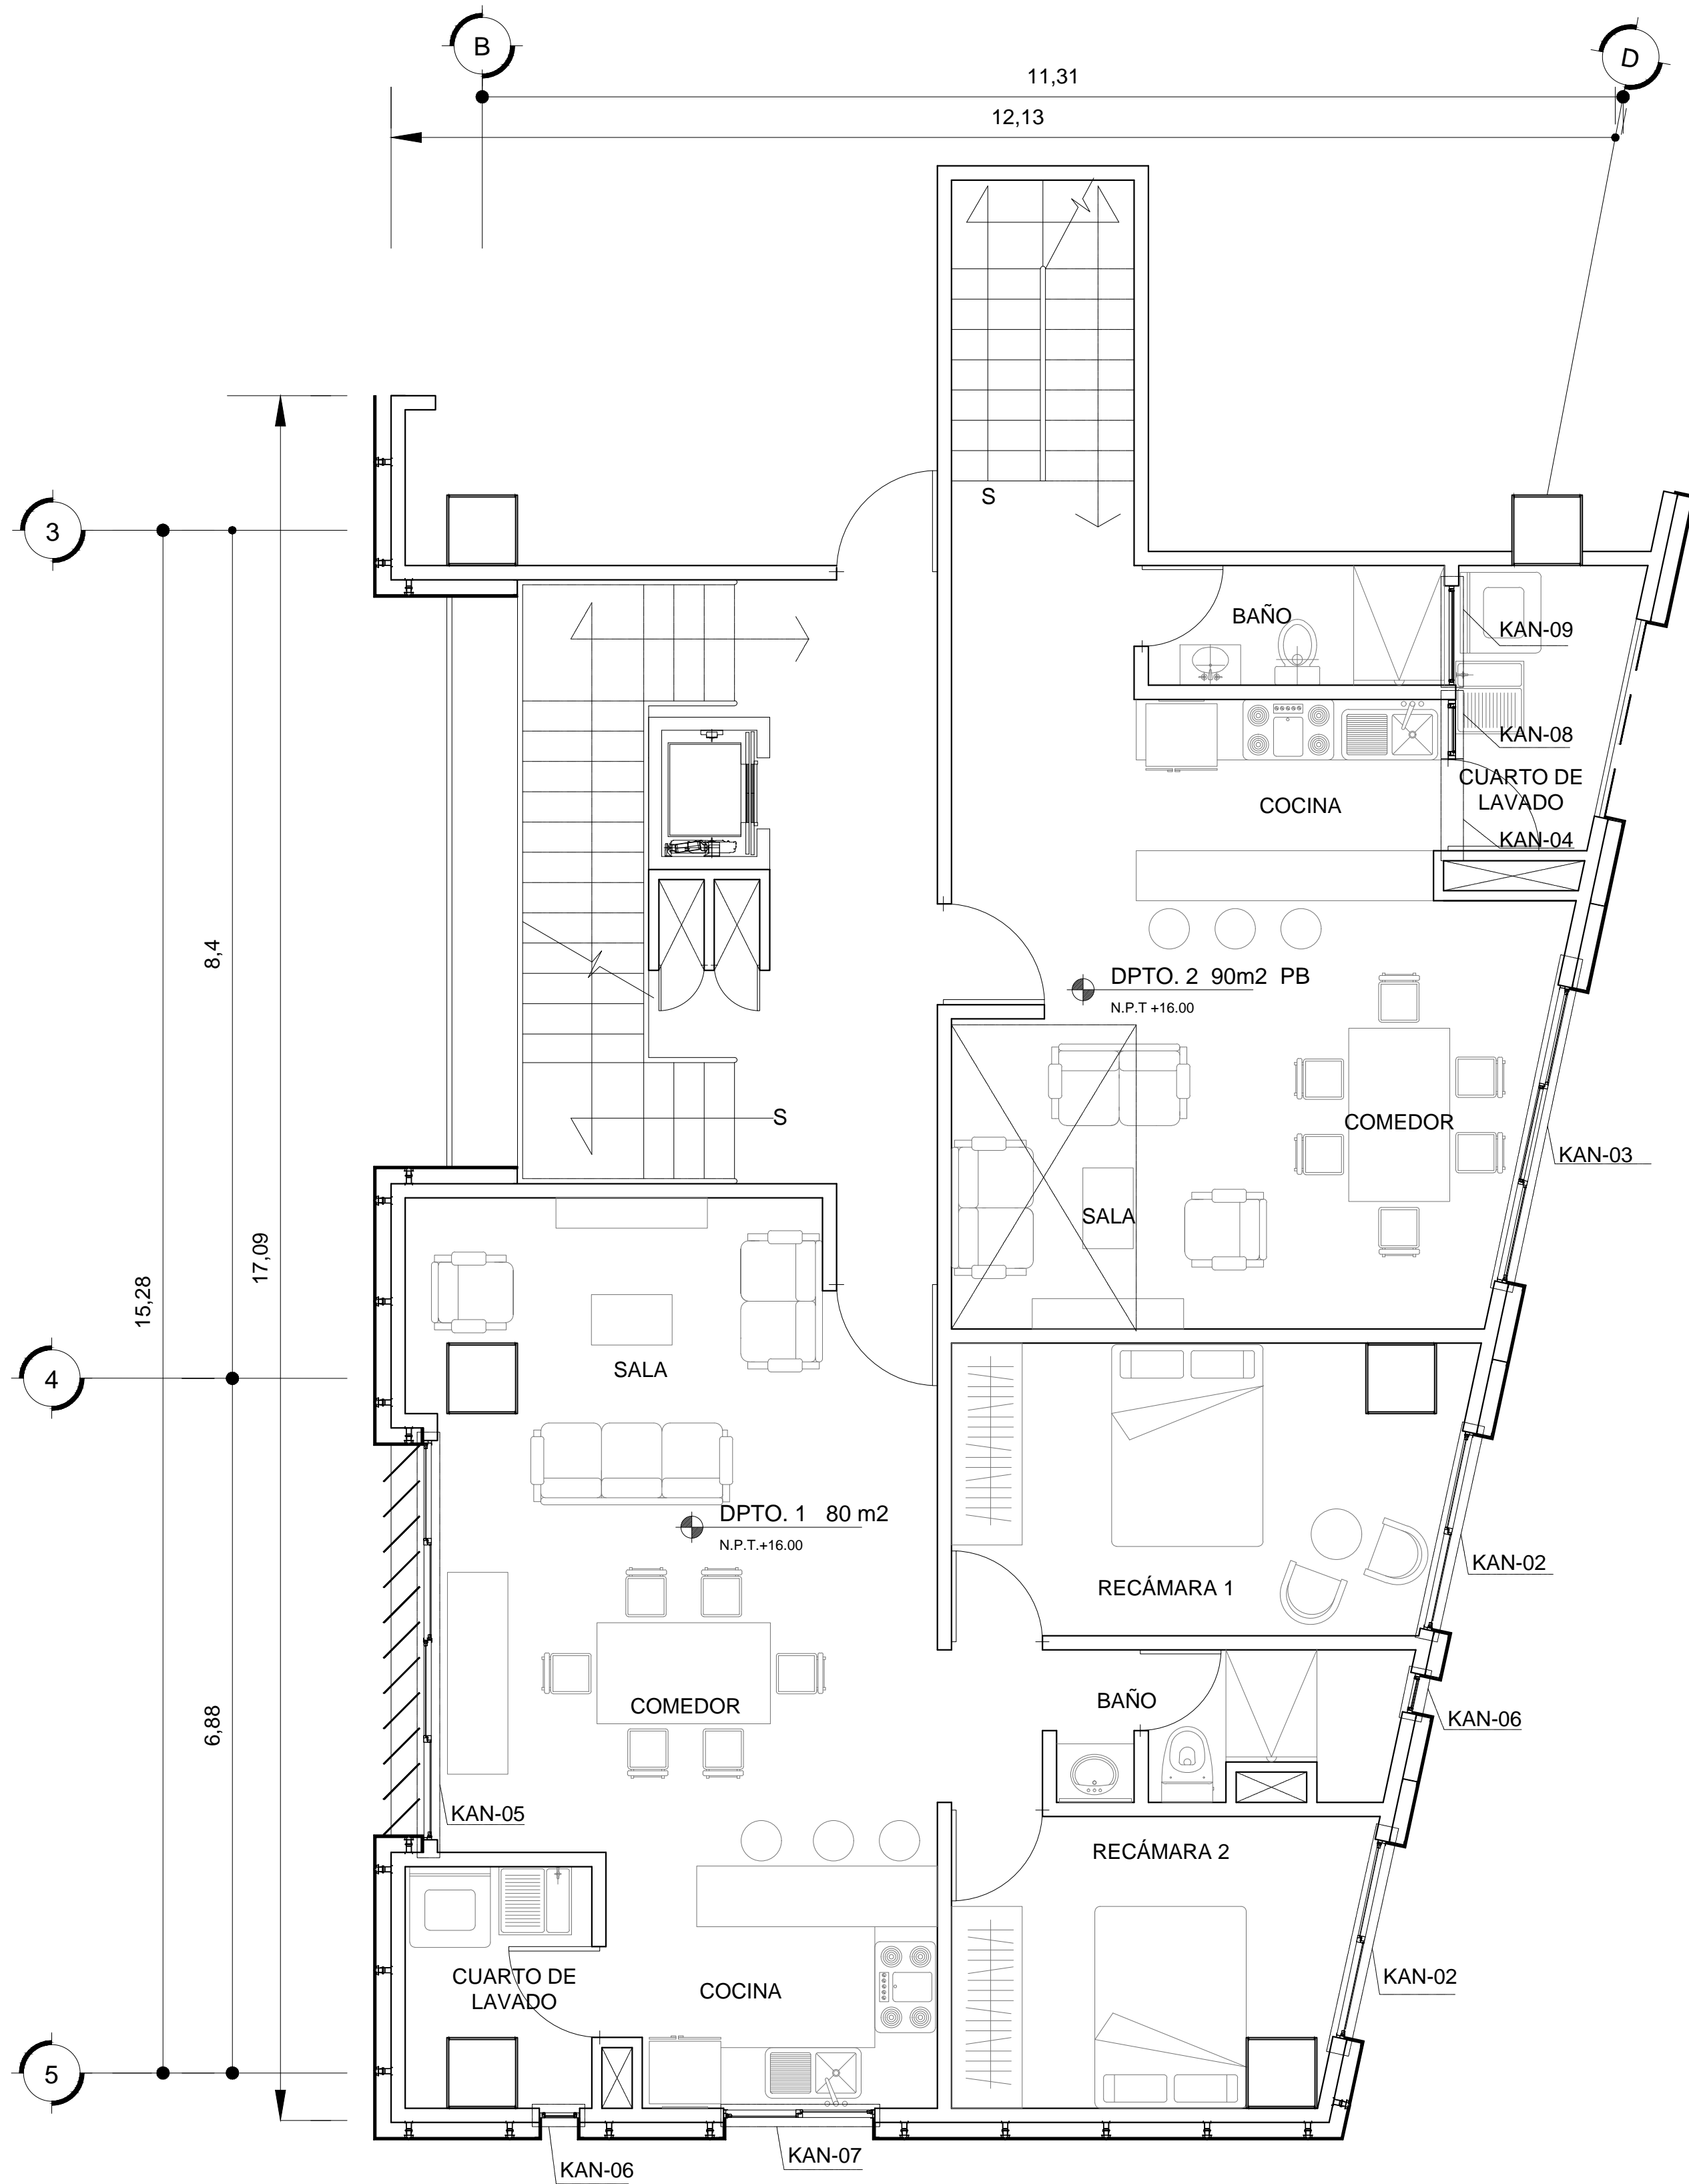 B
D
11,31
12,13
3
S
BAÑO
KAN-09
KAN-08
CUARTO DE
LAVADO
COCINA
KAN-04
8,4
DPTO. 2 90m2 PB
N.P.T +16.00
S
COMEDOR
KAN-03
SALA
17,09
15,28
4
SALA
DPTO. 1 80 m2
N.P.T.+16.00
KAN-02
RECÁMARA 1
COMEDOR
BAÑO
KAN-06
6,88
KAN-05
RECÁMARA 2
CUARTO DE
LAVADO
COCINA
KAN-02
5
KAN-07
KAN-06